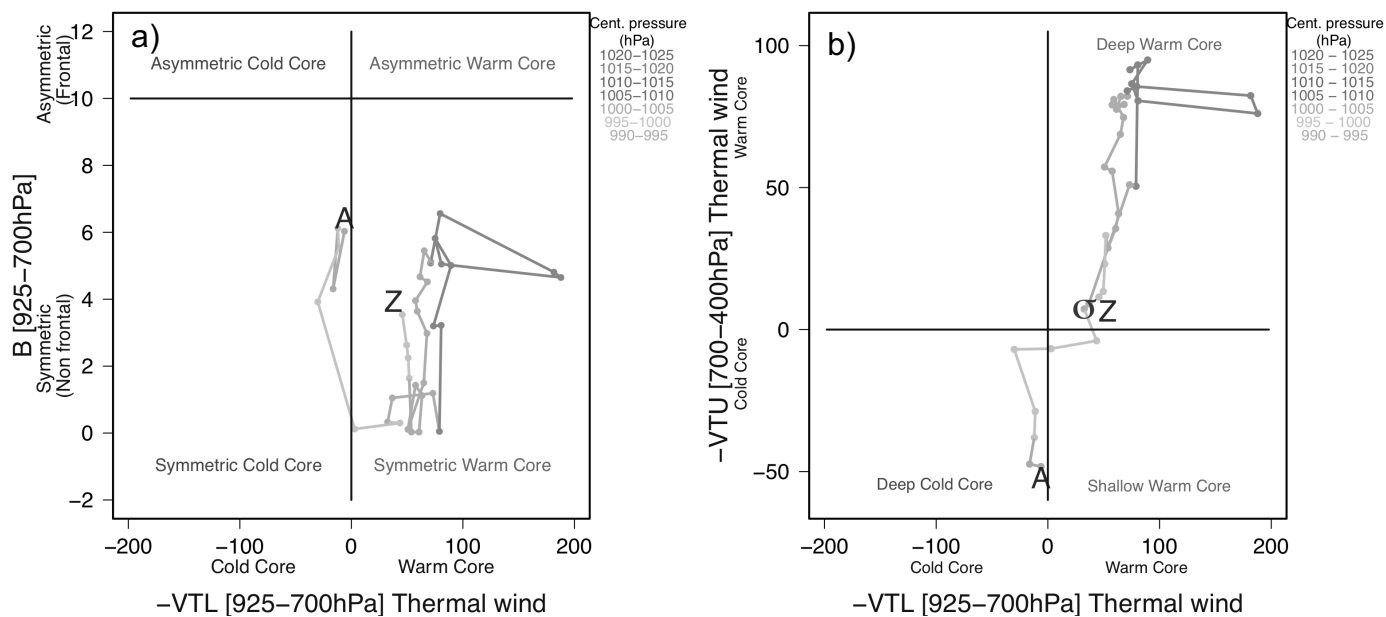 a)
Asymmetric Cold Core
Asymmetric Warm Core
Symmetric Cold Core
Symmetric Warm Core
A
Z
12
10
8
6
4
2
0
−2
B [925−700hPa]
Asymmetric
(Frontal)
Symmetric
(Non frontal)
−200
−100
0
100
200
Cold Core
Warm Core
−VTL [925−700hPa] Thermal wind
Cent. pressure
(hPa)
1020−1025
1015−1020
1010−1015
1005−1010
1000−1005
995−1000
990−995
b)
Deep Warm Core
Deep Cold Core
Shallow Warm Core
A
Z
100
50
0
−50
−VTU [700−400hPa] Thermal wind
Warm Core
Cold Core
−200
−100
0
100
200
Cold Core
Warm Core
−VTL [925−700hPa] Thermal wind
Cent. pressure
(hPa)
1020 − 1025
1015 − 1020
1010 − 1015
1005 − 1010
1000 − 1005
995 − 1000
990 − 995